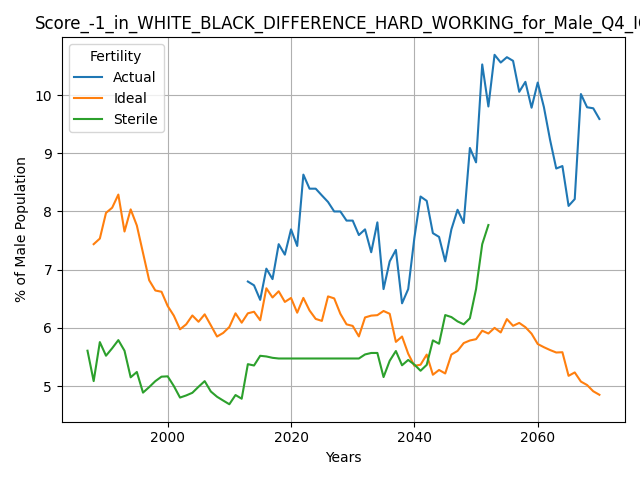 Score_-1_in_WHITE_BLACK_DIFFERENCE_HARD_WORKING_for_Male_Q4_I
Fertility
Actual
Ideal
Sterile
% of Male Population
10
9
8
7
6
5
2000 2020 2040 2060
Years